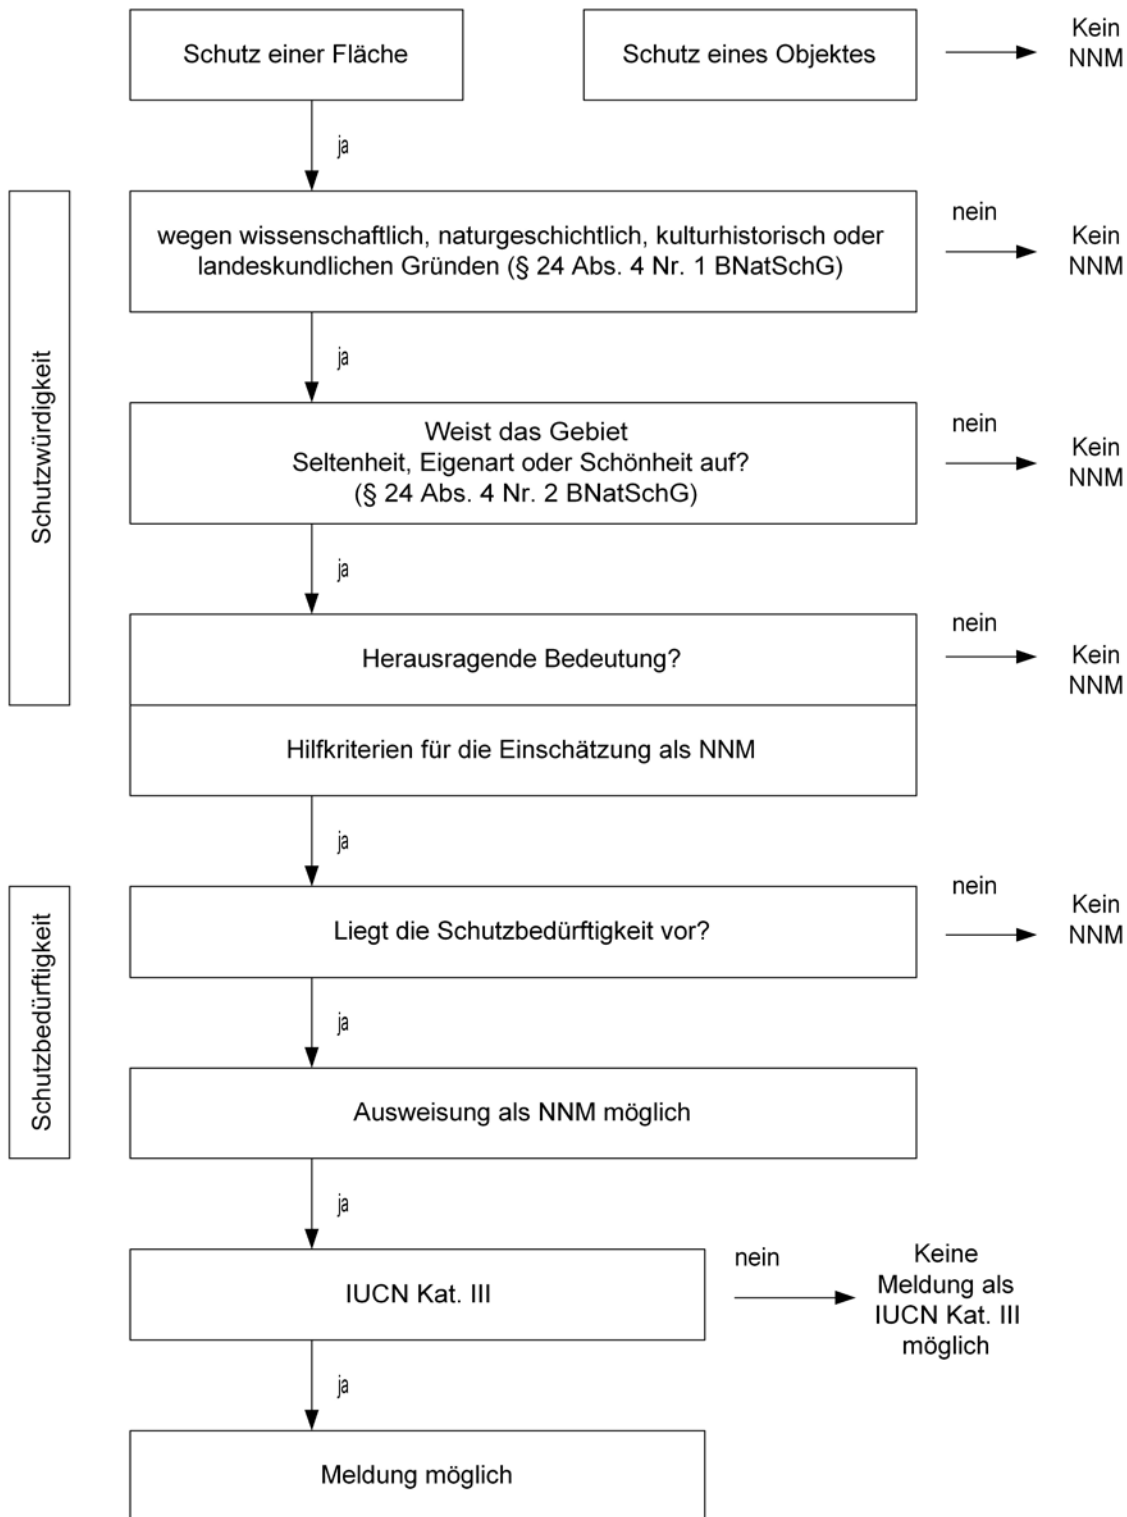 Schutz einer Fläche
Schutz eines Objektes
Kein
NNM
ja
Schutzwürdigkeit
wegen wissenschaftlich, naturgeschichtlich, kulturhistorisch oder
landeskundlichen Gründen (§ 24 Abs. 4 Nr. 1 BNatSchG)
nein
Kein
NNM
ja
Weist das Gebiet
Seltenheit, Eigenart oder Schönheit auf?
(§ 24 Abs. 4 Nr. 2 BNatSchG)
nein
Kein
NNM
ja
Herausragende Bedeutung?
nein
Kein
NNM
Hilfkriterien für die Einschätzung als NNM
ja
Schutzbedürftigkeit
Liegt die Schutzbedürftigkeit vor?
nein
Kein
NNM
ja
Ausweisung als NNM möglich
ja
IUCN Kat. III
nein
Keine
Meldung als
IUCN Kat. III
möglich
ja
Meldung möglich